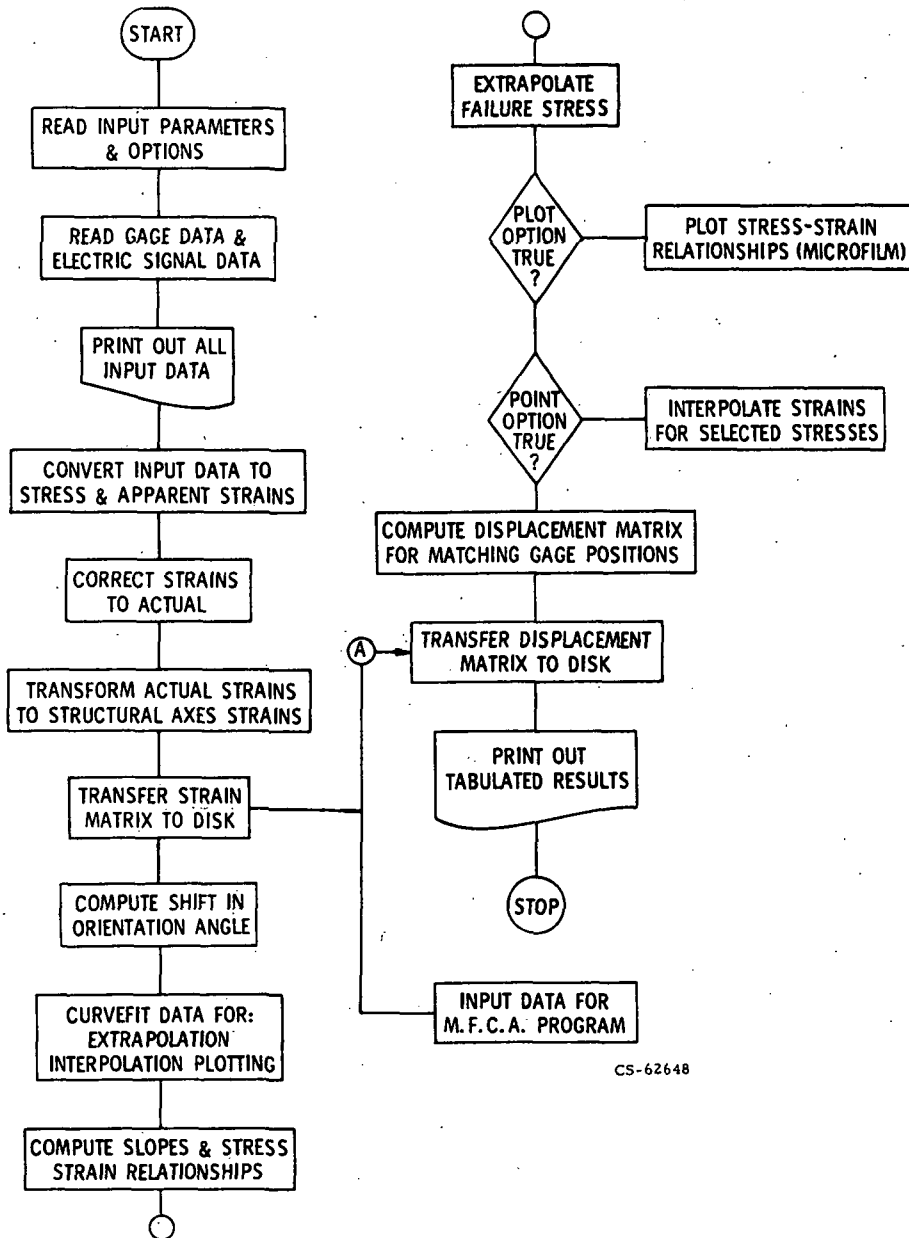 START
READ INPUT PARAMETERS
& OPTIONS
READ GAGE DATA &
ELECTRIC SIGNAL DATA
PRINT OUT ALL
INPUT DATA
CONVERT INPUT DATA TO
STRESS & APPARENT STRAINS
CORRECT STRAINS
TO ACTUAL
TRANSFORM ACTUAL STRAINS
TO STRUCTURAL AXES STRAINS
TRANSFER STRAIN
MATRIX TO DISK
COMPUTE SHIFT IN
ORIENTATION ANGLE
CURVEFIT DATA FOR:
EXTRAPOLATION
INTERPOLATION PLOTTING
COMPUTE SLOPES & STRESS
STRAIN RELATIONSHIPS
EXTRAPOLATE
FAILURE STRESS
PLOT
OPTION
TRUE
?
PLOT STRESS-STRAIN
RELATIONSHIPS (MICROFILM)
POINT
OPTION
TRUE
?
INTERPOLATE STRAINS
FOR SELECTED STRESSES
COMPUTE DISPLACEMENT MATRIX
FOR MATCHING GAGE POSITIONS
A
TRANSFER DISPLACEMENT
MATRIX TO DISK
PRINT OUT
TABULATED RESULTS
STOP
INPUT DATA FOR
M.F.C.A. PROGRAM
CS-62648